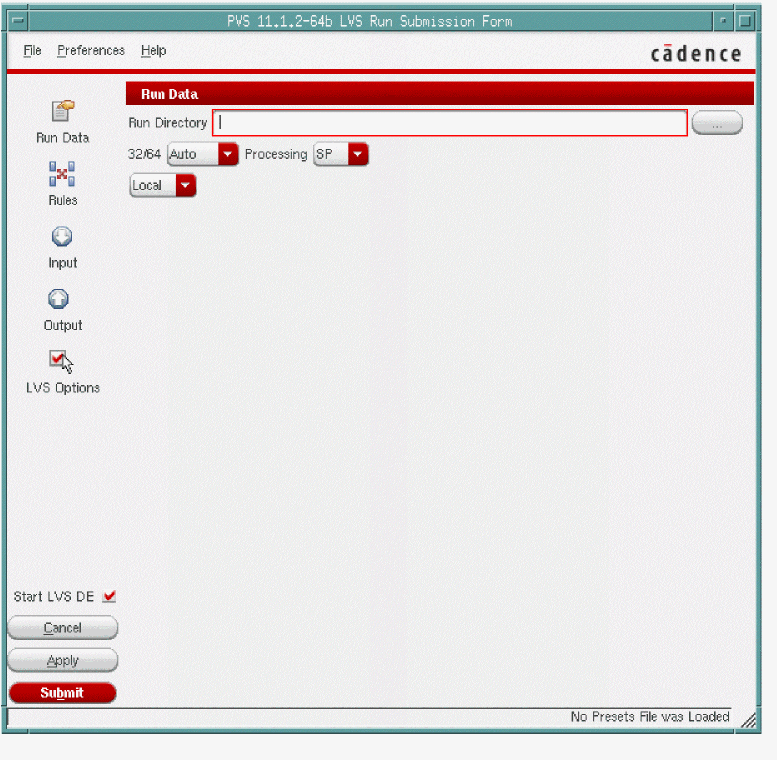 PVS 11.1.2-64b LVS Run Submission Form
File Preferences Help
cādence
Run Data
Run Data
Run Directory
...
32/64 Auto Processing SP
Local
Rules
Input
Output
LVS Options
Start LVS DE
Cancel
Apply
Submit
No Presets File was Loaded